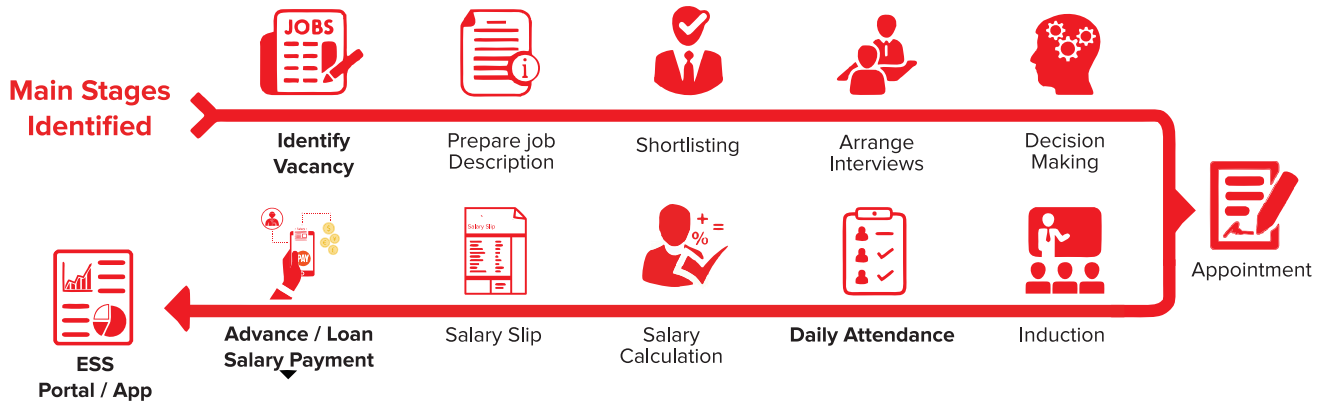 Main Stages
Identified
JOBS
i
Identify
Vacancy
Prepare job
Description
Shortlisting
Arrange
Interviews
Decision
Making
Appointment
PAY
Advance / Loan
Salary Payment
Salary Slip
Salary Slip
+ =
%
Salary
Calculation
Daily Attendance
Induction
ESS
Portal / App